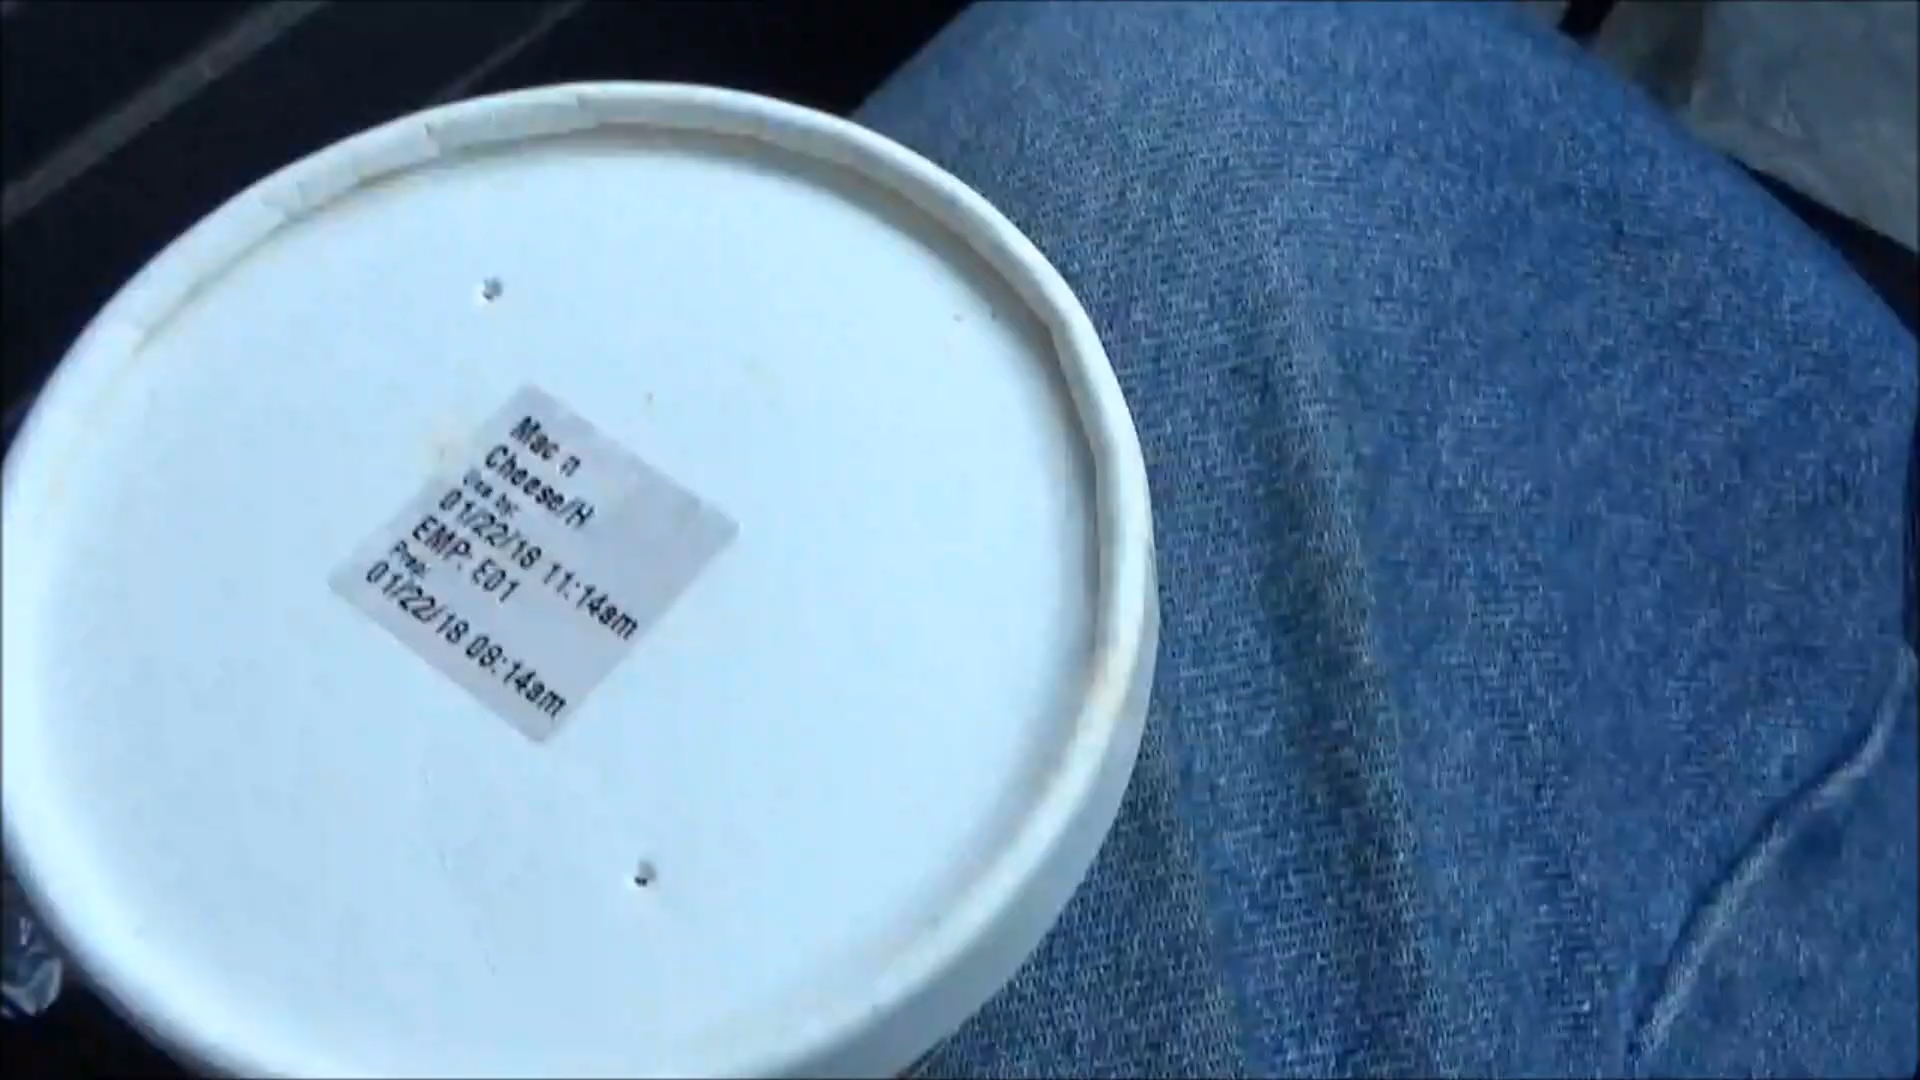 Mac n
Cheese/H
Use by:
01/22/18 11:14am
EMP: E01
Prep:
01/22/18 09:14am